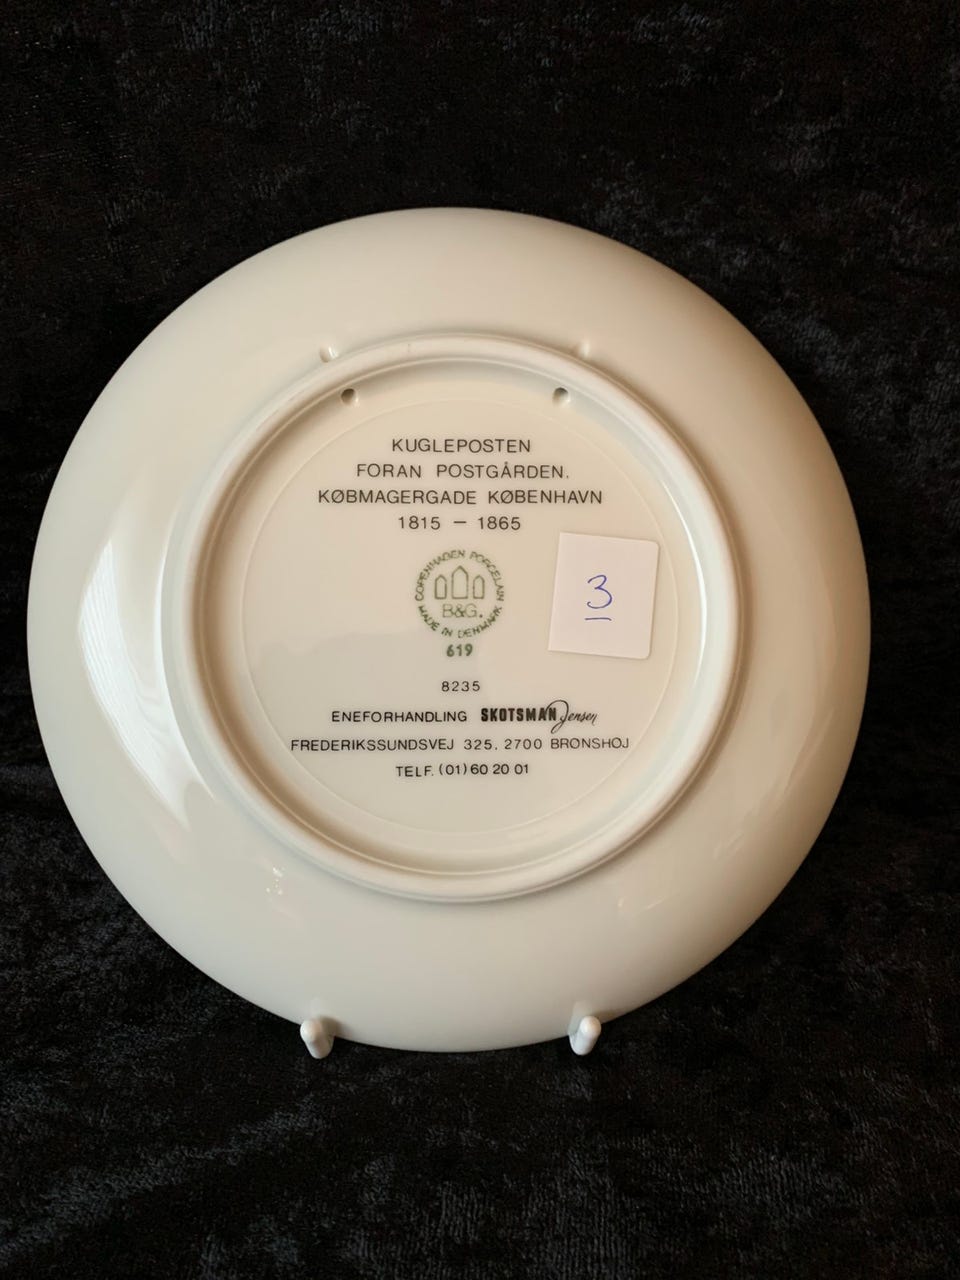 KUGLEPOSTEN
FORAN POSTGÅRDEN,
KØBMAGERGADE KØBENHAVN
1815 — 1865
COPENHAGEN PORCELAIN
B&G.
MADE IN DENMARK
619
3
8235
ENEFORHANDLING SKOTSMAN Jensen
FREDERIKSSUNDSVEJ 325. 2700 BRØNSHØJ
TELF. (01) 60 20 01